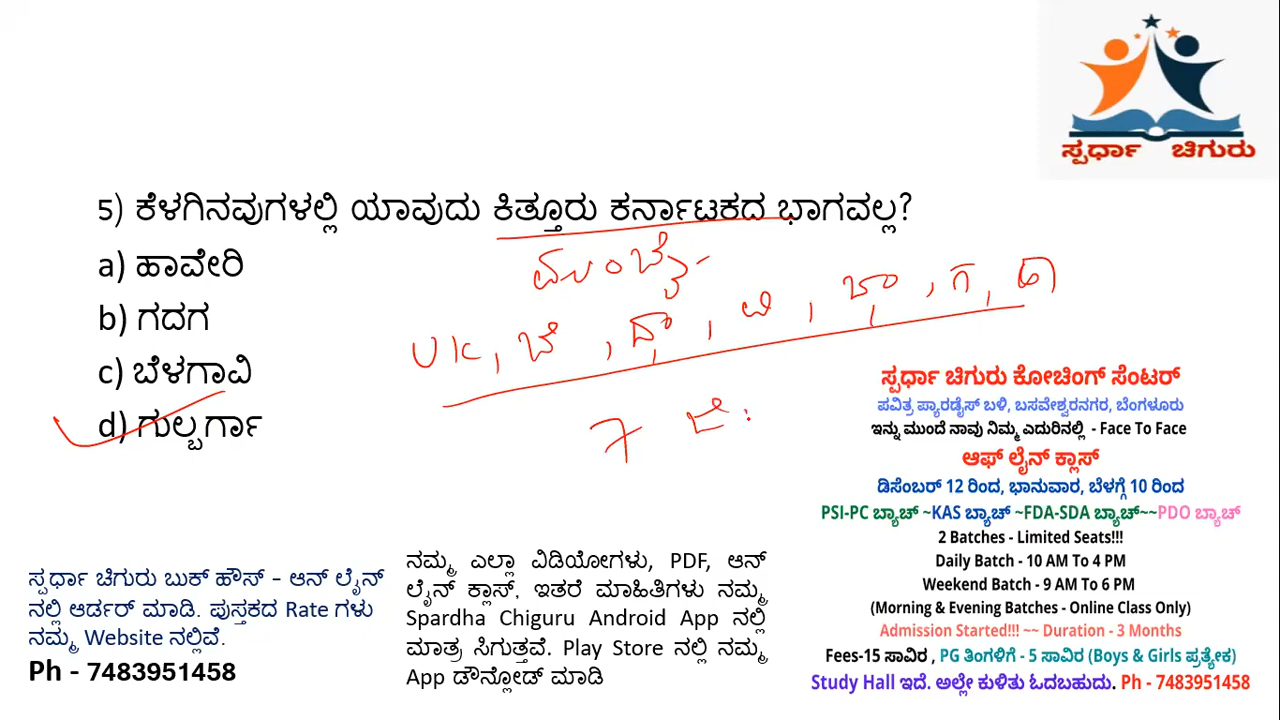 ಸ್ಪರ್ಧಾ ಚಿಗುರು
5) ಕೆಳಗಿನವುಗಳಲ್ಲಿ ಯಾವುದು ಕಿತ್ತೂರು ಕರ್ನಾಟಕದ ಭಾಗವಲ್ಲ?
a) ಹಾವೇರಿ
b) ಗದಗ
c) ಬೆಳಗಾವಿ
d) ಗುಲ್ಬರ್ಗಾ
ಮುಂಬೈ
UK, ಬೆ, ಧಾ, ವಿ, ಬಾ, ಗ, ಹಾ
7 ಜಿ:
ಸ್ಪರ್ಧಾ ಚಿಗುರು ಕೋಚಿಂಗ್ ಸೆಂಟರ್
ಪವಿತ್ರ ಪ್ಯಾರಡೈಸ್ ಬಳಿ, ಬಸವೇಶ್ವರನಗರ, ಬೆಂಗಳೂರು
ಇನ್ನು ಮುಂದೆ ನಾವು ನಿಮ್ಮ ಎದುರಿನಲ್ಲಿ - Face To Face
ಆಫ್ ಲೈನ್ ಕ್ಲಾಸ್
ಡಿಸೆಂಬರ್ 12 ರಿಂದ, ಭಾನುವಾರ, ಬೆಳಗ್ಗೆ 10 ರಿಂದ
PSI-PC ಬ್ಯಾಚ್ ~KAS ಬ್ಯಾಚ್ ~FDA-SDA ಬ್ಯಾಚ್~~PDO ಬ್ಯಾಚ್
2 Batches - Limited Seats!!!
Daily Batch - 10 AM To 4 PM
Weekend Batch - 9 AM To 6 PM
(Morning & Evening Batches - Online Class Only)
Admission Started!!! ~~ Duration - 3 Months
Fees-15 ಸಾವಿರ , PG ತಿಂಗಳಿಗೆ - 5 ಸಾವಿರ (Boys & Girls ಪ್ರತ್ಯೇಕ)
Study Hall ಇದೆ. ಅಲ್ಲೇ ಕುಳಿತು ಓದಬಹುದು. Ph - 7483951458
ಸ್ಪರ್ಧಾ ಚಿಗುರು ಬುಕ್ ಹೌಸ್ – ಆನ್ ಲೈನ್
ನಲ್ಲಿ ಆರ್ಡರ್ ಮಾಡಿ. ಪುಸ್ತಕದ Rate ಗಳು
ನಮ್ಮ Website ನಲ್ಲಿವೆ.
Ph - 7483951458
ನಮ್ಮ ಎಲ್ಲಾ ವಿಡಿಯೋಗಳು, PDF, ಆನ್
ಲೈನ್ ಕ್ಲಾಸ್, ಇತರೆ ಮಾಹಿತಿಗಳು ನಮ್ಮ
Spardha Chiguru Android App ನಲ್ಲಿ
ಮಾತ್ರ ಸಿಗುತ್ತವೆ. Play Store ನಲ್ಲಿ ನಮ್ಮ
App ಡೌನ್ಲೋಡ್ ಮಾಡಿ